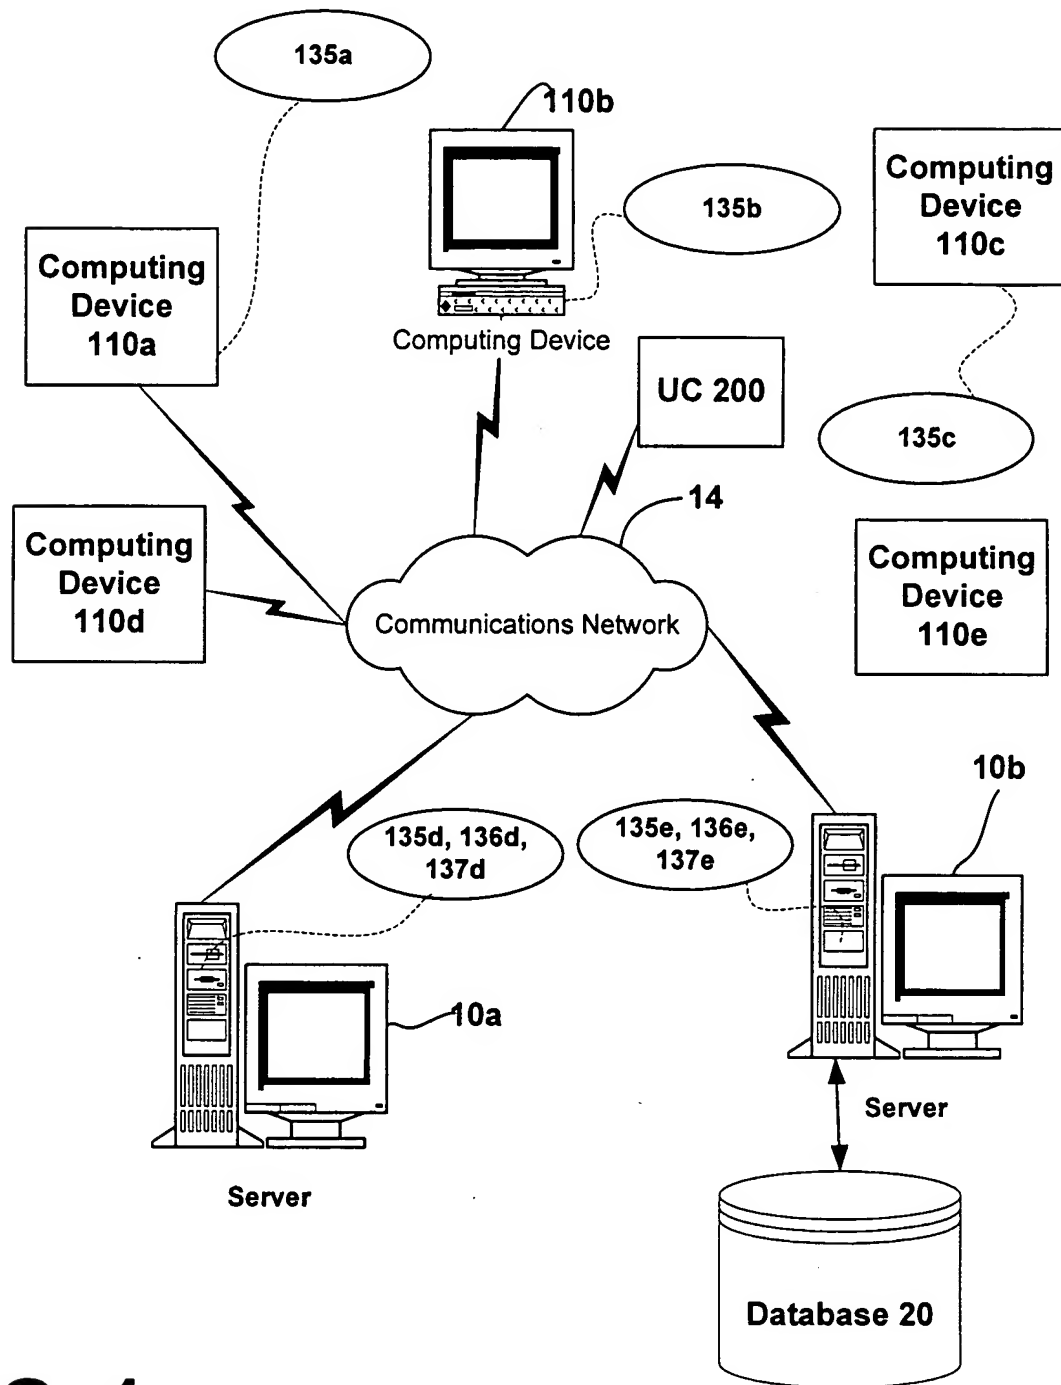 135a
110b
Computing
Device
110c
135b
Computing
Device
110a
Computing Device
UC 200
135c
14
Computing
Device
110d
Communications Network
Computing
Device
110e
10b
135d, 136d,
137d
135e, 136e,
137e
10a
Server
Server
Database 20